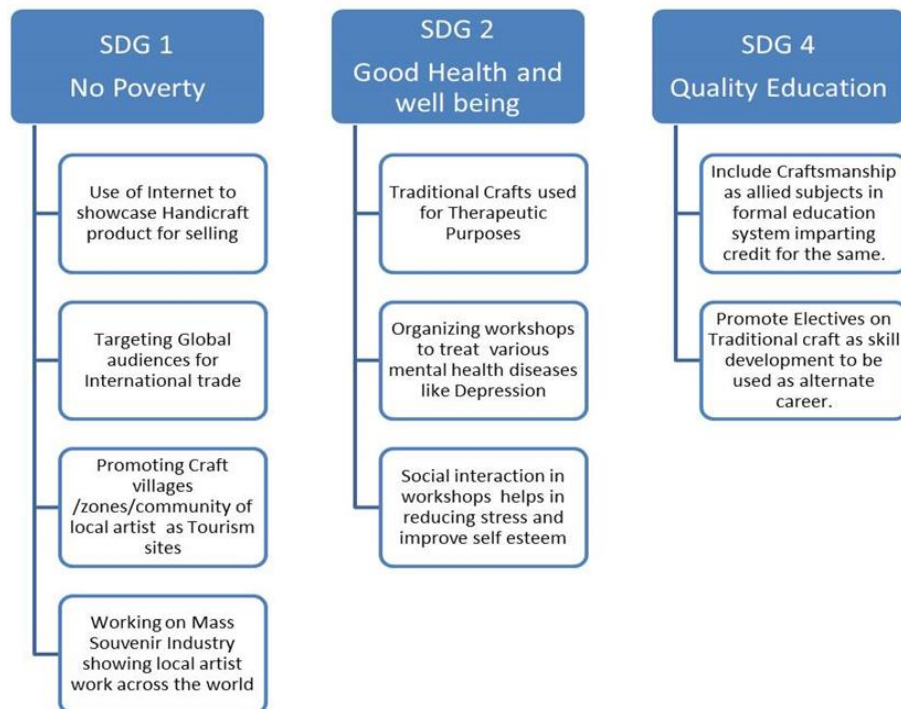 SDG 1
No Poverty
Use of Internet to
showcase Handicraft
product for selling
Targeting Global
audiences for
International trade
Promoting Craft
villages
/zones/community of
local artist as Tourism
sites
Working on Mass
Souvenir Industry
showing local artist
work across the world
SDG 2
Good Health and
well being
Traditional Crafts used
for Therapeutic
Purposes
Organizing workshops
to treat various
mental health diseases
like Depression
Social interaction in
workshops helps in
reducing stress and
improve self esteem
SDG 4
Quality Education
Include Craftsmanship
as allied subjects in
formal education
system imparting
credit for the same.
Promote Electives on
Traditional craft as skill
development to be
used as alternate
career.